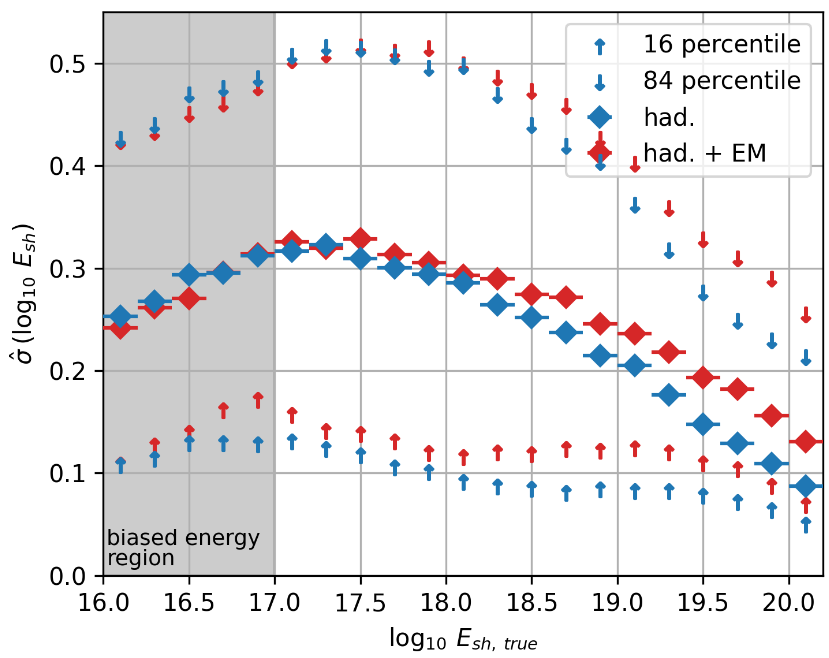 0.5
0.4
0.3
0.2
0.1
0.0
σ̂ (log₁₀ E_sh)
16 percentile
84 percentile
had.
had. + EM
biased energy
region
16.0 16.5 17.0 17.5 18.0 18.5 19.0 19.5 20.0
log₁₀ E_sh, true